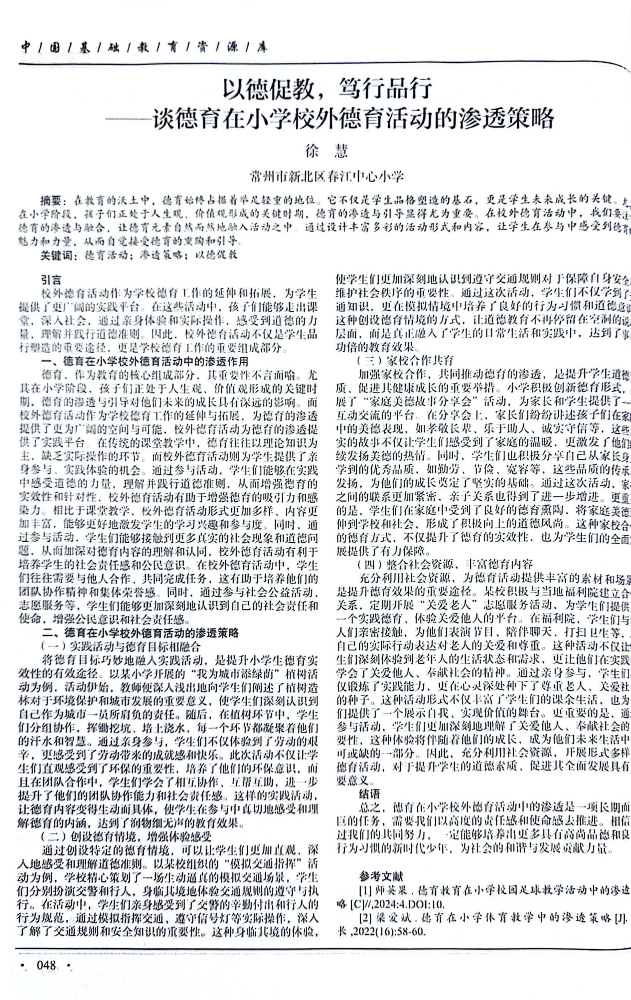 中/国/基/础/教/育/资/源/库
以德促教，笃行品行
——谈德育在小学校外德育活动的渗透策略
徐 慧
常州市新北区春江中心小学
摘要：在教育的沃土中，德育始终占据着举足轻重的地位。它不仅是学生品格塑造的基石，更是学生未来成长的关键。尤
在小学阶段，孩子们正处于人生观、价值观形成的关键时期，德育的渗透与引导显得尤为重要。在校外德育活动中，我们要注
德育的渗透与融合，让德育元素自然而然地融入活动之中。通过设计丰富多彩的活动形式和内容，让学生在参与中感受到德育
魅力和力量，从而自觉接受德育的熏陶和引导。
关键词：德育活动；渗透策略；以德促教
引言
校外德育活动作为学校德育工作的延伸和拓展，为学生
提供了更广阔的实践平台。在这些活动中，孩子们能够走出课
堂，深入社会，通过亲身体验和实际操作，感受到道德的力
量，理解并践行道德准则。因此，校外德育活动不仅是学生品
行塑造的重要途径，更是学校德育工作的重要组成部分。
一、德育在小学校外德育活动中的渗透作用
德育，作为教育的核心组成部分，其重要性不言而喻。尤
其在小学阶段，孩子们正处于人生观、价值观形成的关键时
期，德育的渗透与引导对他们未来的成长具有深远的影响。而
校外德育活动作为学校德育工作的延伸与拓展，为德育的渗透
提供了更为广阔的空间与可能，校外德育活动为德育的渗透提
供了实践平台。在传统的课堂教学中，德育往往以理论知识为
主，缺乏实际操作的环节。而校外德育活动则为学生提供了亲
身参与、实践体验的机会。通过参与活动，学生们能够在实践
中感受道德的力量，理解并践行道德准则，从而增强德育的
实效性和针对性，校外德育活动有助于增强德育的吸引力和感
染力。相比于课堂教学，校外德育活动形式更加多样、内容更
加丰富，能够更好地激发学生的学习兴趣和参与度。同时，通
过参与活动，学生们能够接触到更多真实的社会现象和道德问
题，从而加深对德育内容的理解和认同，校外德育活动有利于
培养学生的社会责任感和公民意识。在校外德育活动中，学生
们往往需要与他人合作、共同完成任务，这有助于培养他们的
团队协作精神和集体荣誉感。同时，通过参与社会公益活动、
志愿服务等，学生们能够更加深刻地认识到自己的社会责任和
使命，增强公民意识和社会责任感。
二、德育在小学校外德育活动的渗透策略
（一）实践活动与德育目标相融合
将德育目标巧妙地融入实践活动，是提升小学生德育实
效性的有效途径。以某小学开展的“我为城市添绿荫”植树活
动为例，活动伊始，教师便深入浅出地向学生们阐述了植树造
林对于环境保护和城市发展的重要意义，使学生们深刻认识到
自己作为城市一员所肩负的责任。随后，在植树环节中，学生
们分组协作，挥锄挖坑、培土浇水，每一个环节都凝聚着他们
的汗水和智慧。通过亲身参与，学生们不仅体验到了劳动的艰
辛，更感受到了劳动带来的成就感和快乐。此次活动不仅让学
生们直观感受到了环保的重要性，培养了他们的环保意识，而
且在团队合作中，学生们学会了相互协作、互帮互助，进一步
提升了他们的团队协作能力和社会责任感。这样的实践活动，
让德育内容变得生动而具体，使学生在参与中真切地感受和理
解德育的内涵，达到了润物细无声的教育效果。
（二）创设德育情境，增强体验感受
通过创设特定的德育情境，可以让学生们更加直观、深
入地感受和理解道德准则。以某校组织的“模拟交通指挥”活
动为例，学校精心策划了一场生动逼真的模拟交通场景，学生
们分别扮演交警和行人，身临其境地体验交通规则的遵守与执
行。在活动中，学生们亲身感受到了交警的辛勤付出和行人的
行为规范，通过模拟指挥交通，遵守信号灯等实际操作，深入
了解了交通规则和安全知识的重要性。这种身临其境的体验，
使学生们更加深刻地认识到遵守交通规则对于保障自身安全
维护社会秩序的重要性。通过这次活动，学生们不仅学到了
通知识，更在模拟情境中培养了良好的行为习惯和道德意识
这种创设德育情境的方式，让道德教育不再停留在空洞的说
层面，而是真正融入了学生的日常生活和实践中，达到了事
功倍的教育效果。
（三）家校合作共育
加强家校合作，共同推动德育的渗透，是提升学生道德
质、促进其健康成长的重要举措。小学积极创新德育形式，
展了“家庭美德故事分享会”活动，为家长和学生提供了一
互动交流的平台。在分享会上，家长们纷纷讲述孩子们在家
中的美德表现，如孝敬长辈、乐于助人、诚实守信等，这些
实的故事不仅让学生们感受到了家庭的温暖，更激发了他们
续发扬美德的热情。同时，学生们也积极分享自己从家长身
学到的优秀品质，如勤劳、节俭、宽容等，这些品质的传承
发扬，为他们的成长奠定了坚实的基础。通过这次活动，家
之间的联系更加紧密，亲子关系也得到了进一步增进。更重
的是，学生们在家庭中受到了良好的德育熏陶，将家庭美德
伸到学校和社会，形成了积极向上的道德风尚。这种家校合
的德育方式，不仅提升了德育的实效性，也为学生们的全面
展提供了有力保障。
（四）整合社会资源，丰富德育内容
充分利用社会资源，为德育活动提供丰富的素材和场景
是提升德育效果的重要途径。某校积极与当地福利院建立合
关系，定期开展“关爱老人”志愿服务活动，为学生们提供
一个实践德育、体验关爱他人的平台。在福利院，学生们与
人们亲密接触，为他们表演节目、陪伴聊天、打扫卫生等，
自己的实际行动表达对老人的关爱和尊重。这种活动不仅让
生们深刻体验到老年人的生活状态和需求，更让他们在实践
学会了关爱他人、奉献社会的精神。通过亲身参与，学生们
仅锻炼了实践能力，更在心灵深处种下了尊重老人、关爱社
的种子。这种活动形式不仅丰富了学生们的课余生活，也为
们提供了一个展示自我、实现价值的舞台。更重要的是，通
参与活动，学生们更加深刻地理解了关爱他人、奉献社会的
要性，这种体验将伴随着他们的成长，成为他们未来生活中
可或缺的一部分。因此，充分利用社会资源，开展形式多样
德育活动，对于提升学生的道德素质、促进其全面发展具有
要意义。
结语
总之，德育在小学校外德育活动中的渗透是一项长期而
巨的任务，需要我们以高度的责任感和使命感去推进。相信
过我们的共同努力，一定能够培养出更多具有高尚品德和良
行为习惯的新时代少年，为社会的和谐与发展贡献力量。
参考文献
[1]师英果.德育教育在小学校园足球教学活动中的渗透
略[C]//,2024:4.DOI:10.
[2]梁爱斌.德育在小学体育教学中的渗透策略[J].
长,2022(16):58-60.
· 048 ·